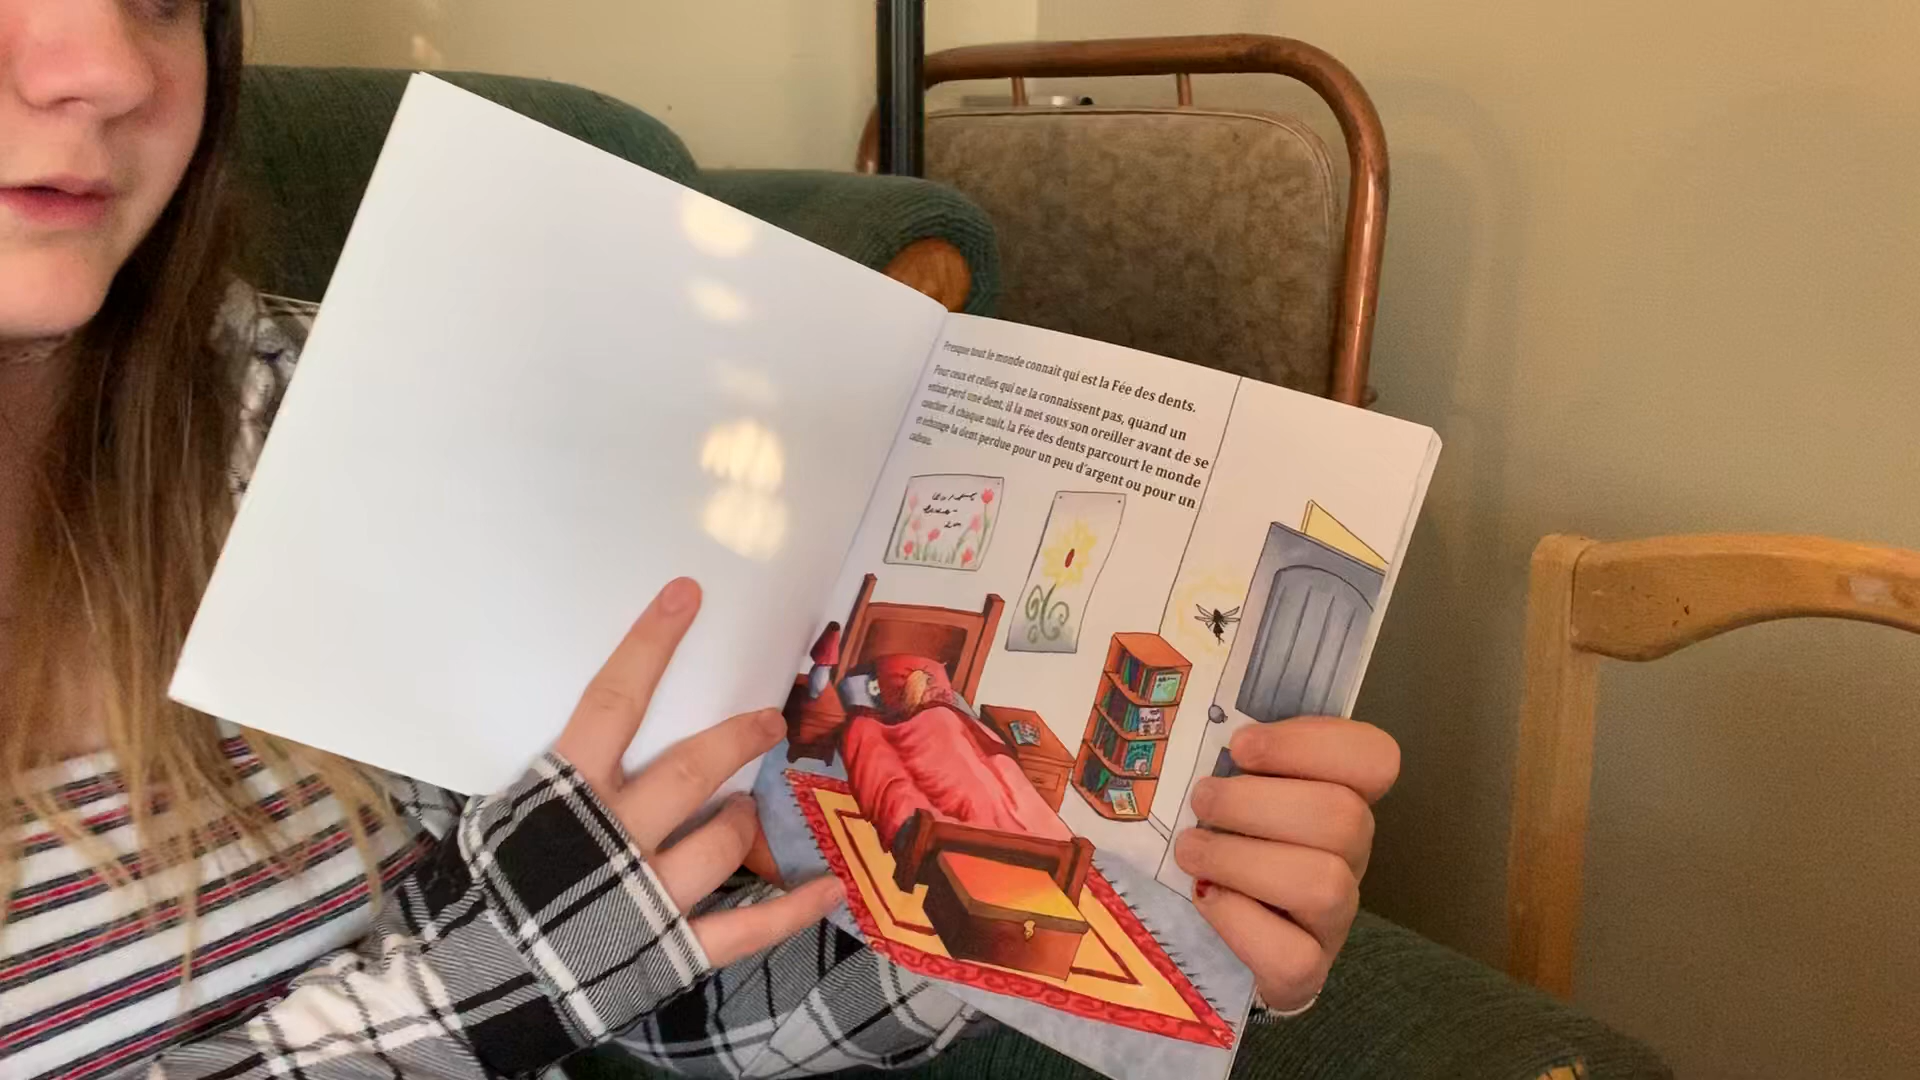 Presque tout le monde connait qui est la Fée des dents.
Pour ceux et celles qui ne la connaissent pas, quand un
enfant perd une dent, il la met sous son oreiller avant de se
coucher. À chaque nuit, la Fée des dents parcourt le monde
et échange la dent perdue pour un peu d'argent ou pour un
cadeau.